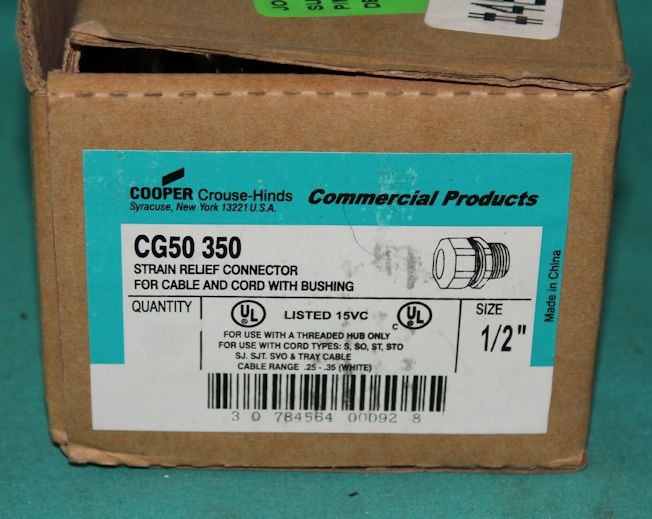 COOPER Crouse-Hinds
Syracuse, New York 13221 U.S.A.
Commercial Products
CG50 350
STRAIN RELIEF CONNECTOR
FOR CABLE AND CORD WITH BUSHING
Made in China
QUANTITY
UL LISTED 15VC C UL
SIZE
1/2"
FOR USE WITH A THREADED HUB ONLY
FOR USE WITH CORD TYPES: S, SO, ST, STO
SJ. SJT. SVO & TRAY CABLE
CABLE RANGE .25 - .35 (WHITE)
3 0 784564 00092 8